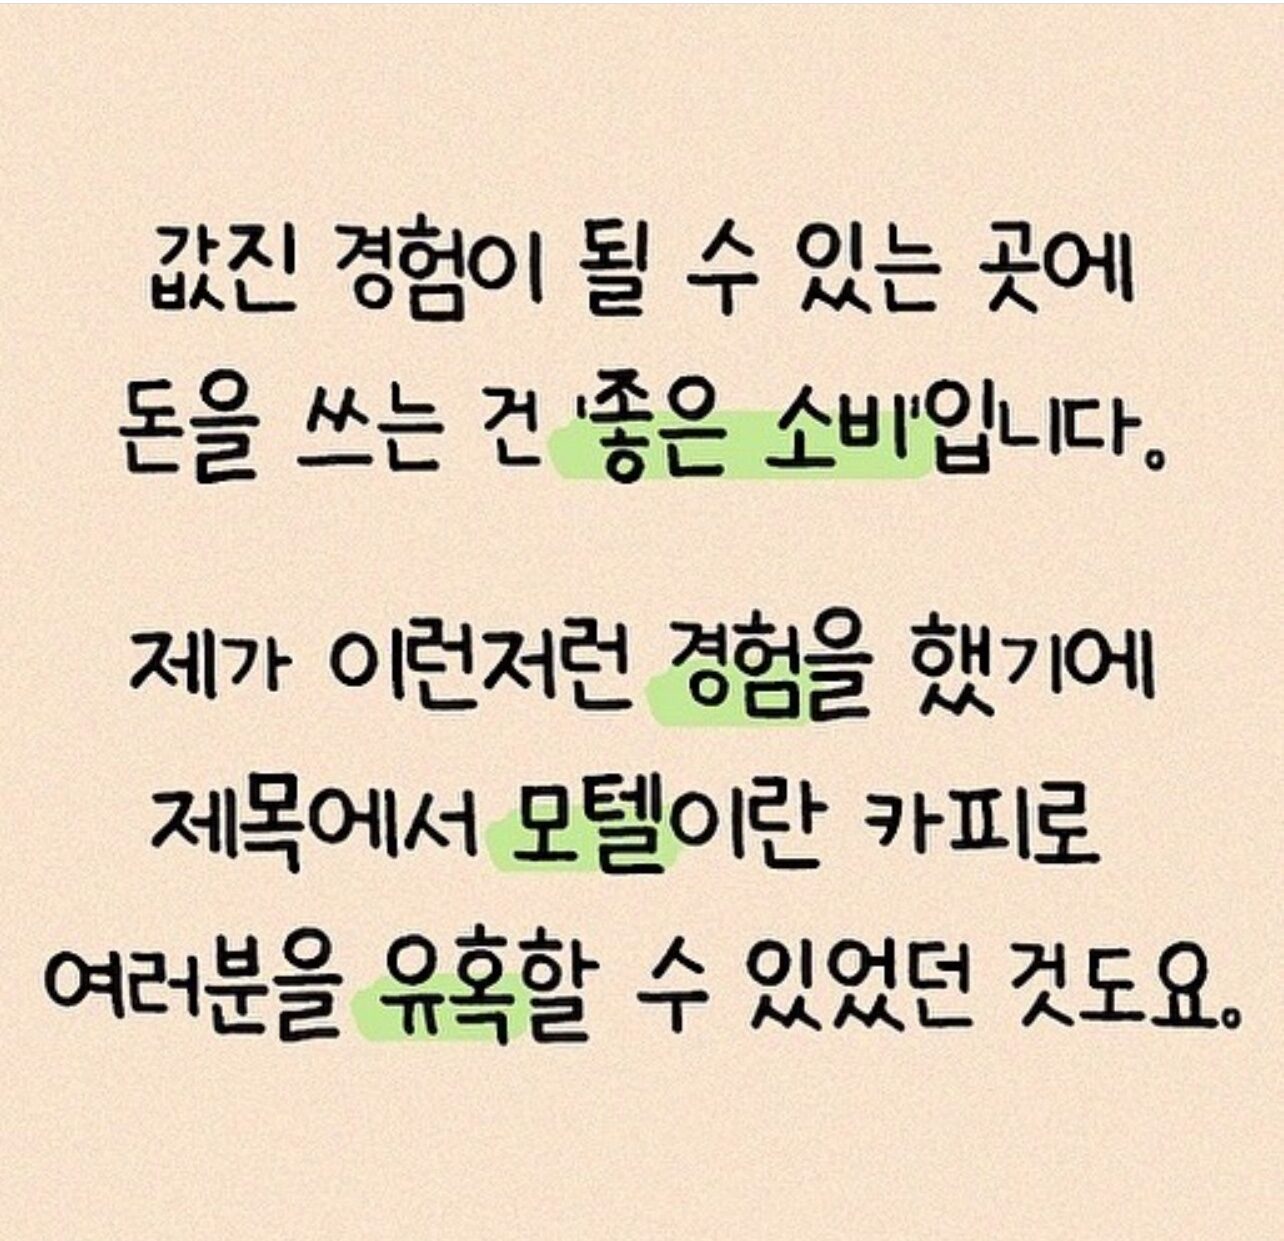 값진 경험이 될 수 있는 곳에
돈을 쓰는 건 '좋은 소비'입니다.
제가 이런저런 경험을 했기에
제목에서 모텔이란 카피로
여러분을 유혹할 수 있었던 것도요.